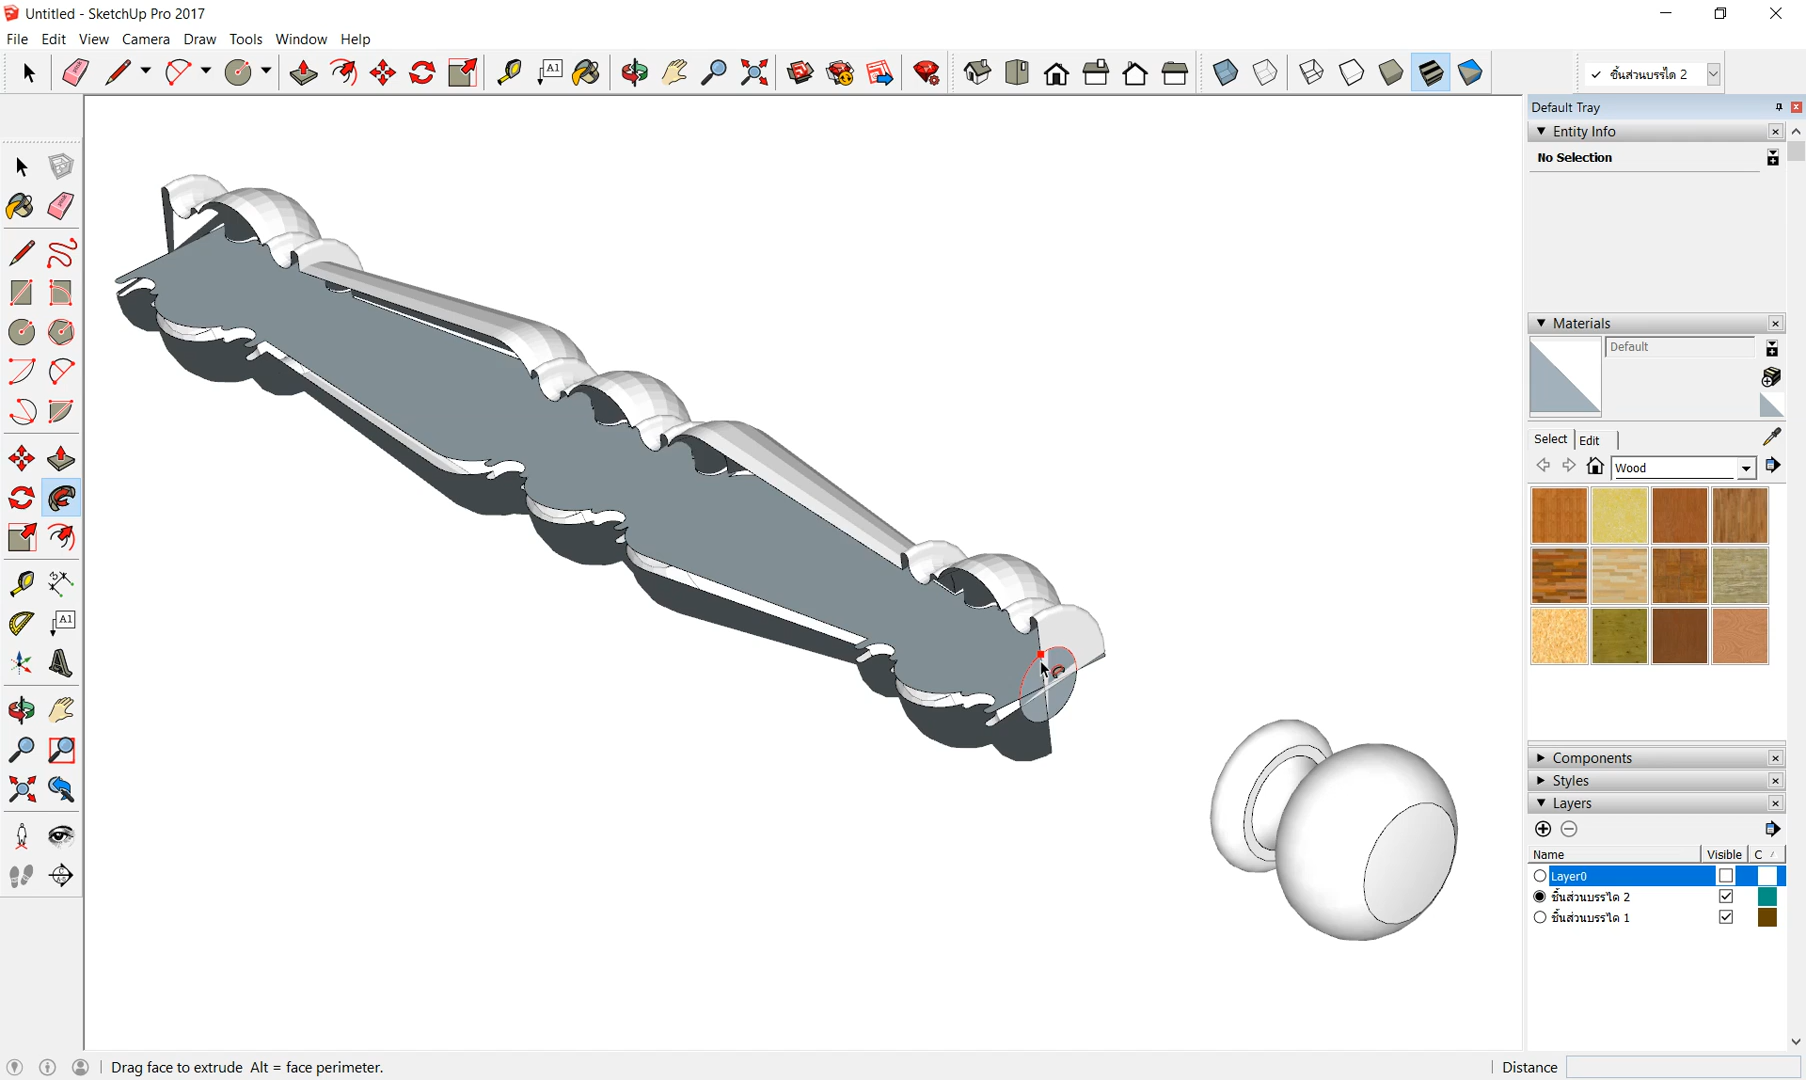 Untitled - SketchUp Pro 2017
File Edit View Camera Draw Tools Window Help
A1
✓ ชิ้นส่วนบรรได 2
Default Tray
Entity Info
No Selection
Materials
Default
Select Edit
Wood
A1
Components
Styles
Layers
Name Visible C
Layer0
ชิ้นส่วนบรรได 2
ชิ้นส่วนบรรได 1
Drag face to extrude Alt = face perimeter.
Distance